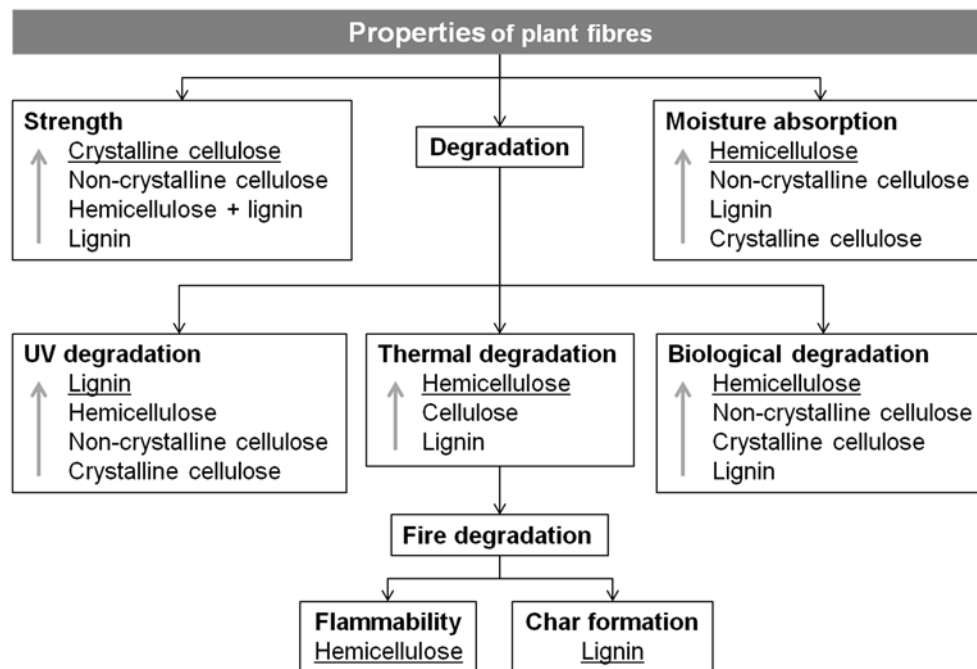 Properties of plant fibres
Strength
Crystalline cellulose
Non-crystalline cellulose
Hemicellulose + lignin
Lignin
Degradation
Moisture absorption
Hemicellulose
Non-crystalline cellulose
Lignin
Crystalline cellulose
UV degradation
Lignin
Hemicellulose
Non-crystalline cellulose
Crystalline cellulose
Thermal degradation
Hemicellulose
Cellulose
Lignin
Biological degradation
Hemicellulose
Non-crystalline cellulose
Crystalline cellulose
Lignin
Fire degradation
Flammability
Hemicellulose
Char formation
Lignin